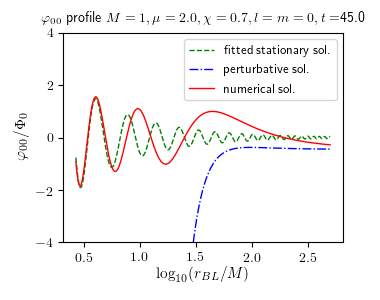 φ₀₀ profile M = 1, μ = 2.0, χ = 0.7, l = m = 0, t =45.0
fitted stationary sol.
perturbative sol.
numerical sol.
φ₀₀/Φ₀
4
2
0
−2
−4
0.5 1.0 1.5 2.0 2.5
log₁₀(r_BL/M)